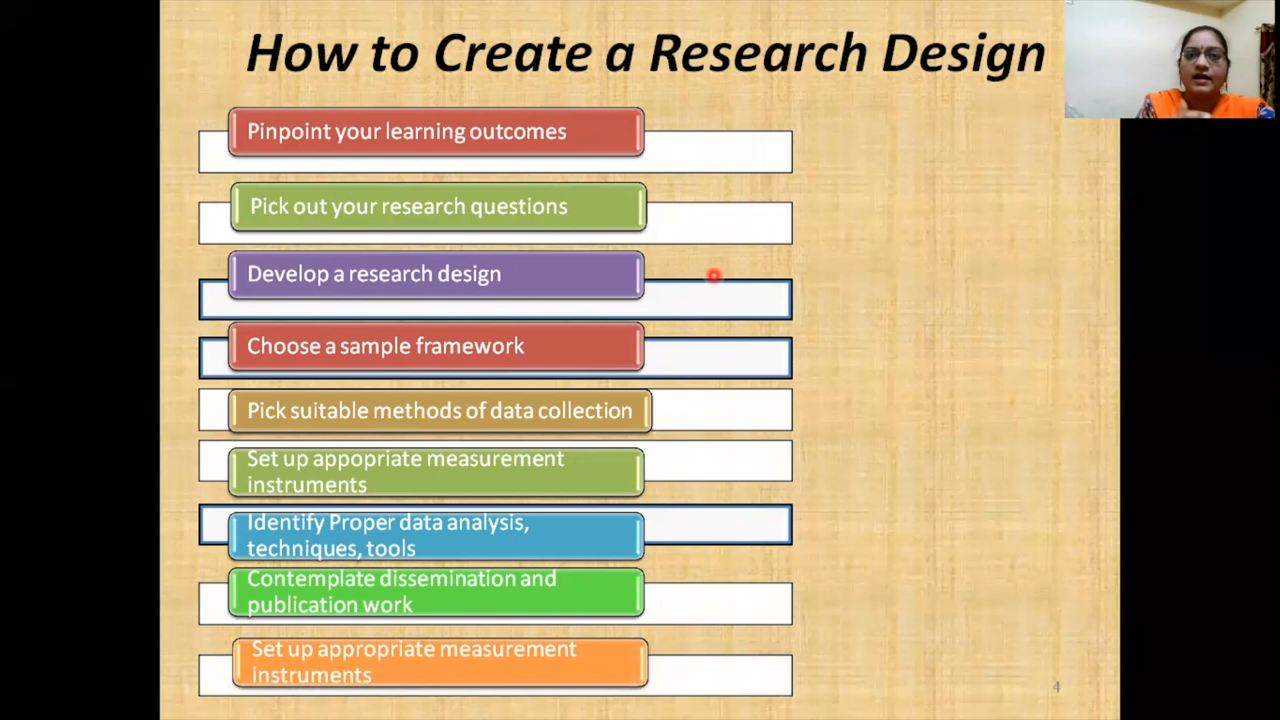 How to Create a Research Design
Pinpoint your learning outcomes
Pick out your research questions
Develop a research design
Choose a sample framework
Pick suitable methods of data collection
Set up appopriate measurement
instruments
Identify Proper data analysis,
techniques, tools
Contemplate dissemination and
publication work
Set up appropriate measurement
instruments
4